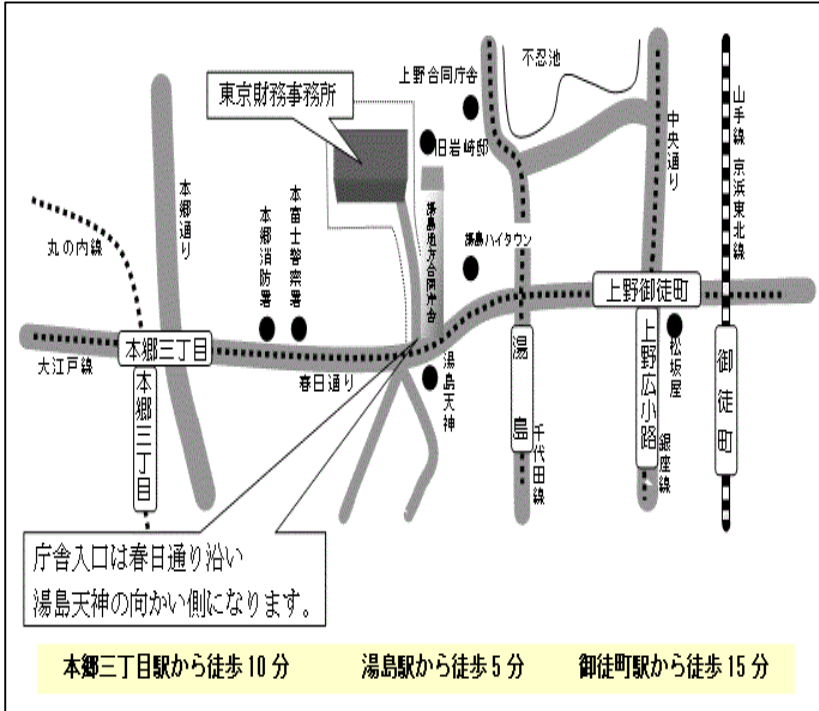 不忍池
上野合同庁舎
東京財務事務所
旧岩崎邸
山手線 京浜東北線
中央通り
本郷通り
本富士警察署
本郷消防署
湯島地方合同庁舎
湯島ハイタウン
丸の内線
上野御徒町
本郷三丁目
大江戸線
春日通り
本郷三丁目
湯島天神
湯島
千代田線
上野広小路
松坂屋
銀座線
御徒町
庁舎入口は春日通り沿い
湯島天神の向かい側になります。
本郷三丁目駅から徒歩10分 湯島駅から徒歩5分 御徒町駅から徒歩15分